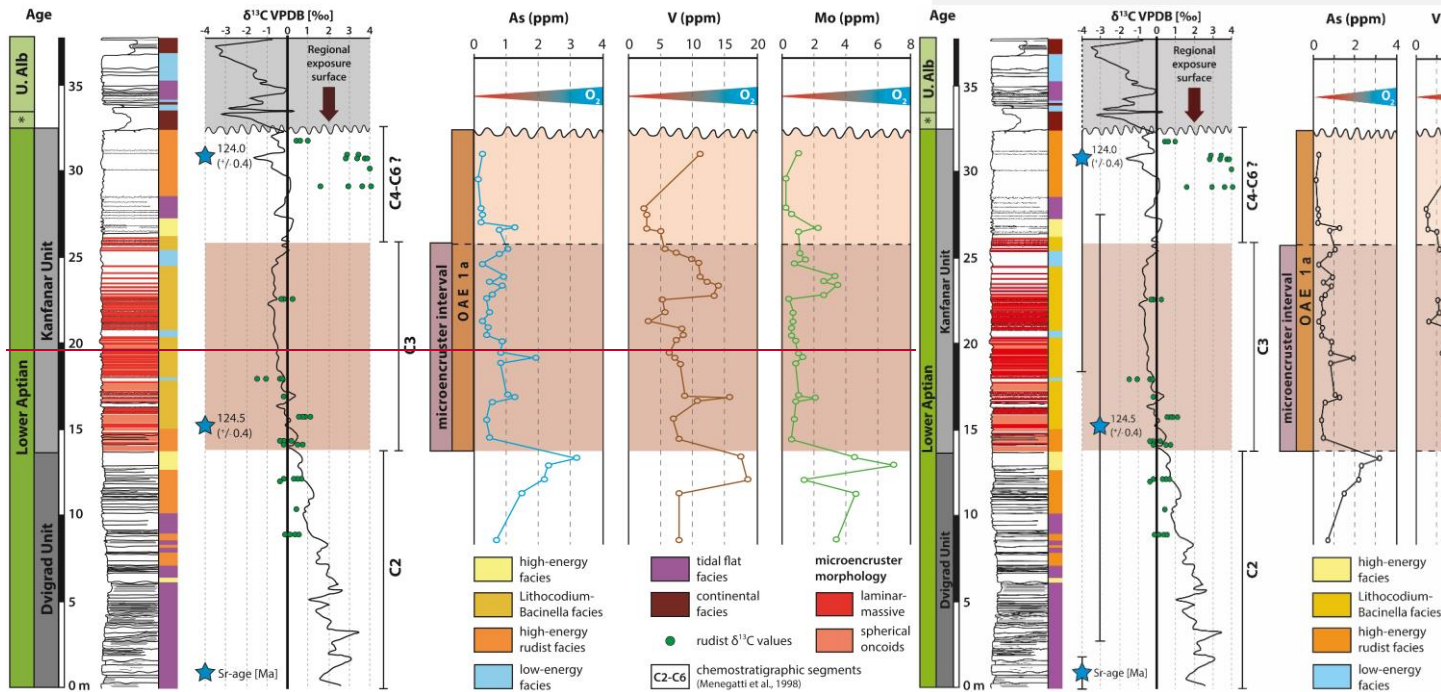 Age
δ¹³C VPDB [‰]
-4 -3 -2 -1 0 1 2 3 4
As (ppm)
0 2 4
V (ppm)
0 5 10 15 20
Mo (ppm)
0 2 4 6 8
U. Alb
*
Lower Aptian
Kanfanar Unit
Dvigrad Unit
35
30
25
20
15
10
5
0 m
Regional
exposure
surface
124.0
(+/- 0.4)
124.5
(+/- 0.4)
Sr-age [Ma]
C4-C6 ?
C3
C2
microencruster interval
OAE 1a
O₂
O₂
O₂
high-energy
facies
Lithocodium-
Bacinella facies
high-energy
rudist facies
low-energy
facies
tidal flat
facies
continental
facies
rudist δ¹³C values
C2-C6 chemostratigraphic segments
(Menegatti et al., 1998)
microencruster
morphology
laminar-
massive
spherical
oncoids
Age
δ¹³C VPDB [‰]
-4 -3 -2 -1 0 1 2 3 4
As (ppm)
0 2 4
V
0
U. Alb
*
Lower Aptian
Kanfanar Unit
Dvigrad Unit
35
30
25
20
15
10
5
0 m
Regional
exposure
surface
124.0
(+/- 0.4)
124.5
(+/- 0.4)
Sr-age [Ma]
C4-C6 ?
C3
C2
microencruster interval
OAE 1a
O₂
high-energy
facies
Lithocodium-
Bacinella facies
high-energy
rudist facies
low-energy
facies